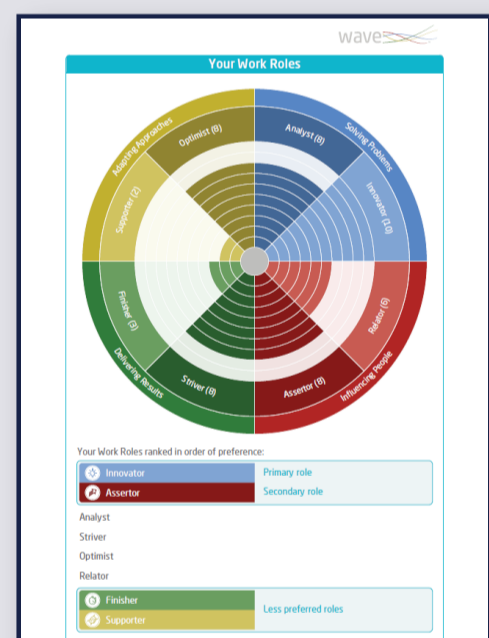 wave
Your Work Roles
Adapting Approaches
Solving Problems
Optimist (8)
Analyst (8)
Supporter (2)
Innovator (10)
Finisher (3)
Relator (6)
Striver (8)
Assertor (8)
Delivering Results
Influencing People
Your Work Roles ranked in order of preference:
Innovator
Primary role
Assertor
Secondary role
Analyst
Striver
Optimist
Relator
Finisher
Less preferred roles
Supporter